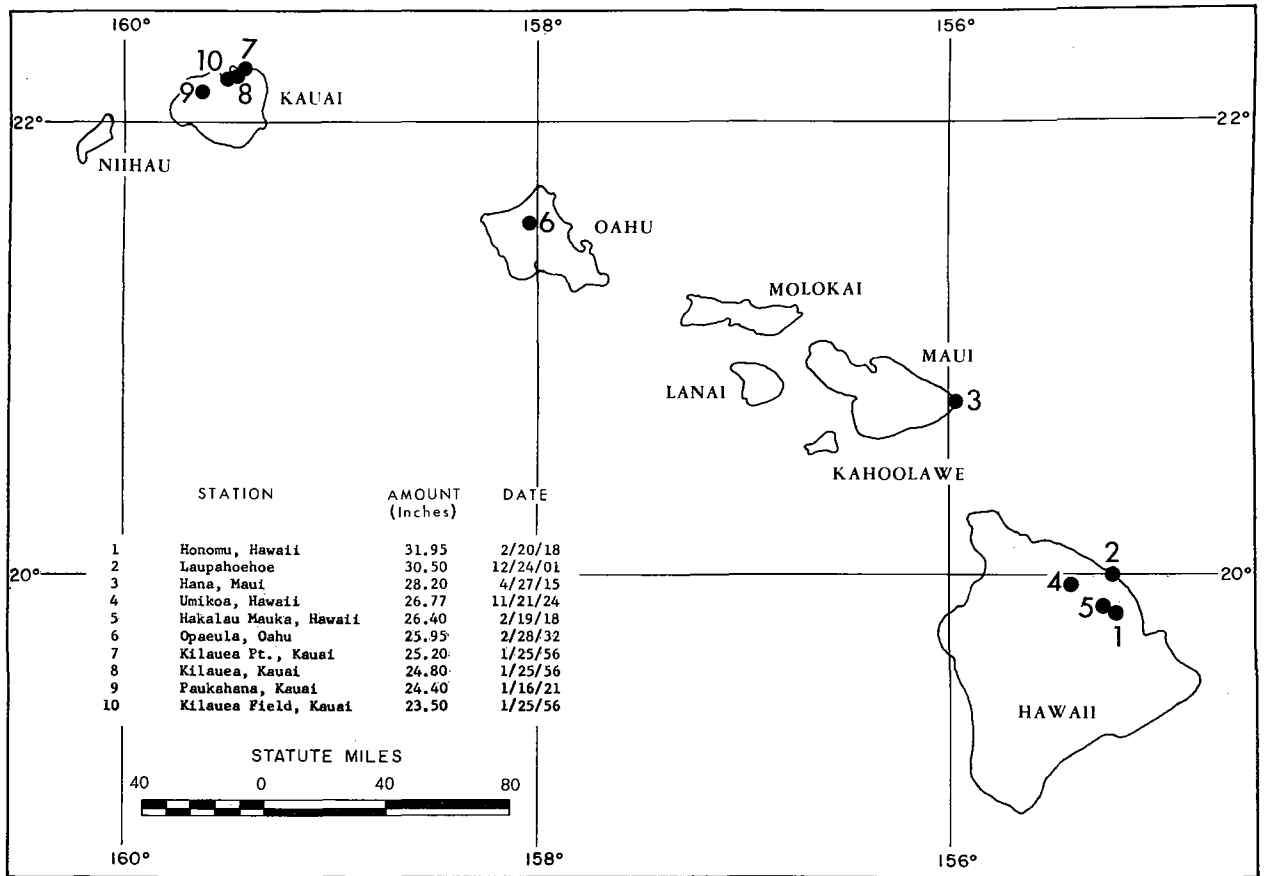 160° 158° 156°
7
10
9 8 KAUAI
22° 22°
NIIHAU
6 OAHU
MOLOKAI
MAUI
LANAI
3
KAHOOLAWE
STATION AMOUNT DATE
(Inches)
1 Honomu, Hawaii 31.95 2/20/18
2 Laupahoehoe 30.50 12/24/01
3 Hana, Maui 28.20 4/27/15
4 Umikoa, Hawaii 26.77 11/21/24
5 Hakalau Mauka, Hawaii 26.40 2/19/18
6 Opaeula, Oahu 25.95 2/28/32
7 Kilauea Pt., Kauai 25.20 1/25/56
8 Kilauea, Kauai 24.80 1/25/56
9 Paukahana, Kauai 24.40 1/16/21
10 Kilauea Field, Kauai 23.50 1/25/56
2
20° 20°
4
5
1
HAWAII
STATUTE MILES
40 0 40 80
160° 158° 156°